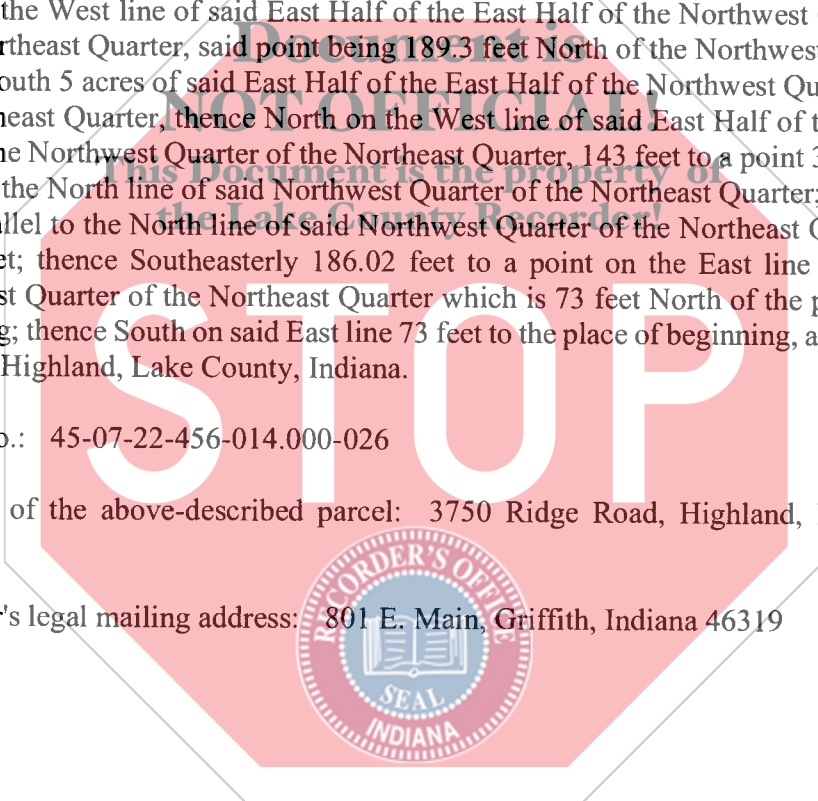 the West line of said East Half of the East Half of the Northwest
rtheast Quarter, said point being 189.3 feet North of the Northwes
outh 5 acres of said East Half of the East Half of the Northwest Qu
east Quarter, thence North on the West line of said East Half of t
ne Northwest Quarter of the Northeast Quarter, 143 feet to a point 3
the North line of said Northwest Quarter of the Northeast Quarter;
llel to the North line of said Northwest Quarter of the Northeast Q
et; thence Southeasterly 186.02 feet to a point on the East line
st Quarter of the Northeast Quarter which is 73 feet North of the p
g; thence South on said East line 73 feet to the place of beginning, a
Highland, Lake County, Indiana.
o.: 45-07-22-456-014.000-026
of the above-described parcel: 3750 Ridge Road, Highland,
r's legal mailing address: 801 E. Main, Griffith, Indiana 46319
Document is
NOT OFFICIAL!
This Document is the property of
the Lake County Recorder!
STOP
RECORDER'S OFFICE
SEAL
INDIANA